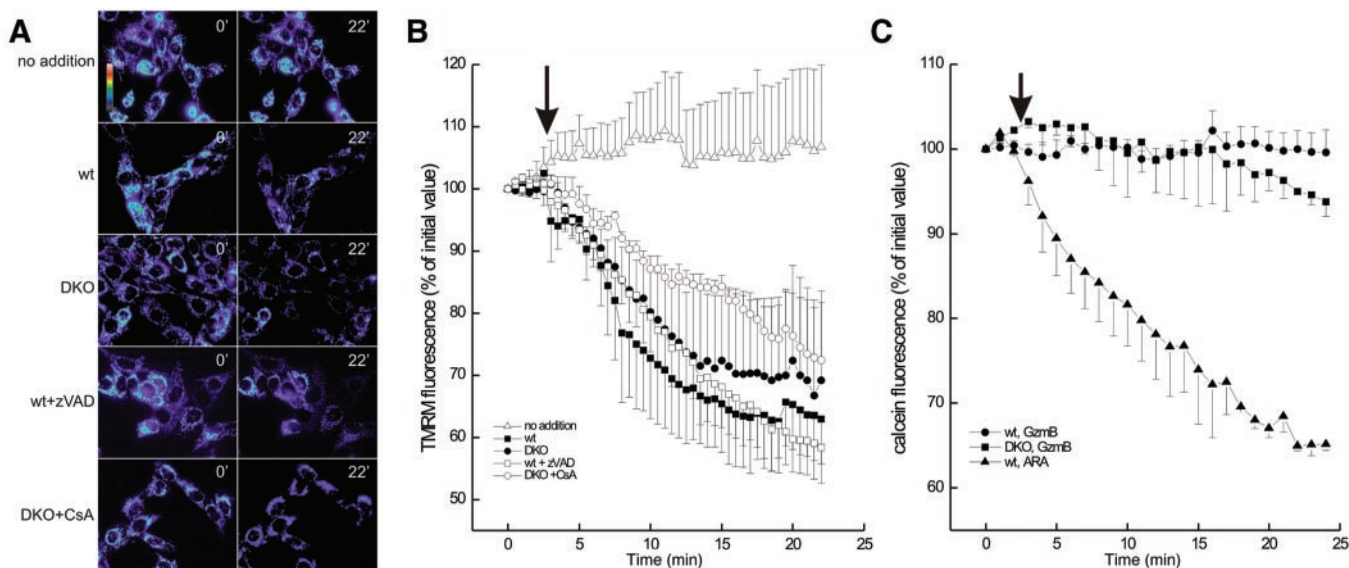 A
no addition
0'
22'
wt
0'
22'
DKO
0'
22'
wt+zVAD
0'
22'
DKO+CsA
0'
22'
B
120
110
100
90
80
70
60
50
TMRM fluorescence (% of initial value)
no addition
wt
DKO
wt + zVAD
DKO +CsA
0
5
10
15
20
25
Time (min)
C
110
100
90
80
70
60
calcein fluorescence (% of initial value)
wt, GzmB
DKO, GzmB
wt, ARA
0
5
10
15
20
25
Time (min)